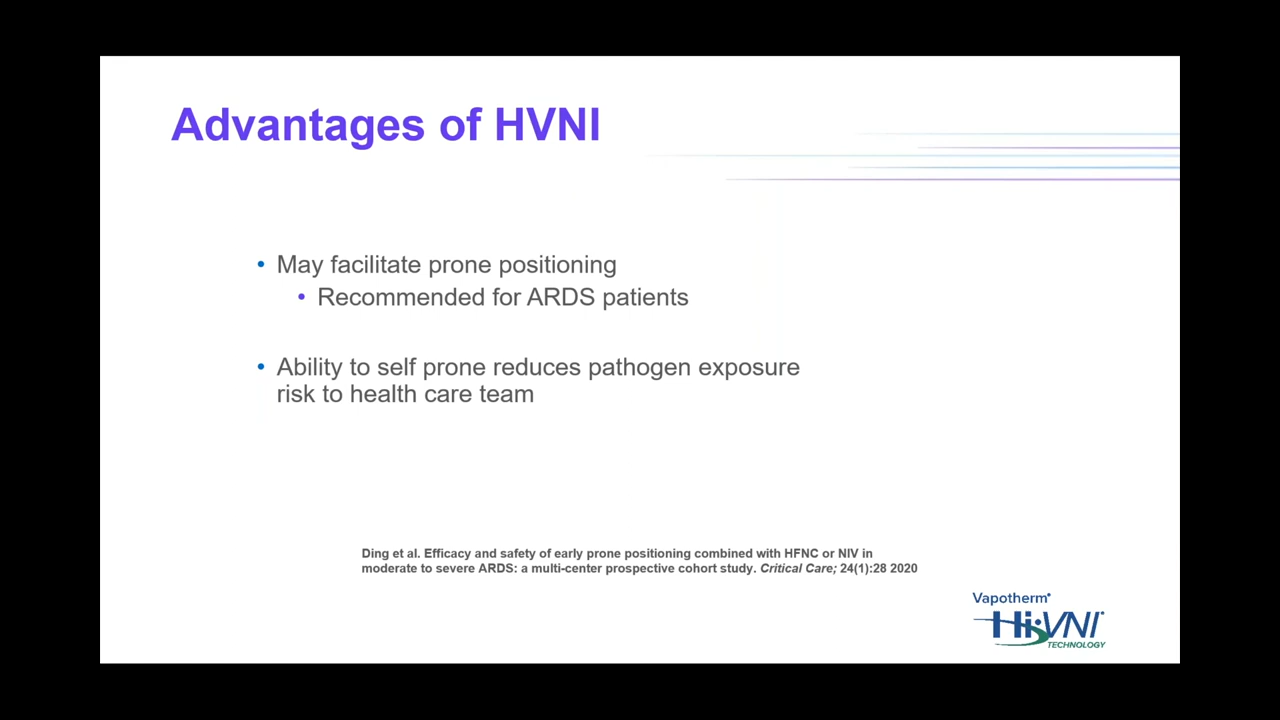 Advantages of HVNI
• May facilitate prone positioning
• Recommended for ARDS patients
• Ability to self prone reduces pathogen exposure
risk to health care team
Ding et al. Efficacy and safety of early prone positioning combined with HFNC or NIV in
moderate to severe ARDS: a multi-center prospective cohort study. Critical Care; 24(1):28 2020
Vapotherm®
Hi-VNI®
TECHNOLOGY